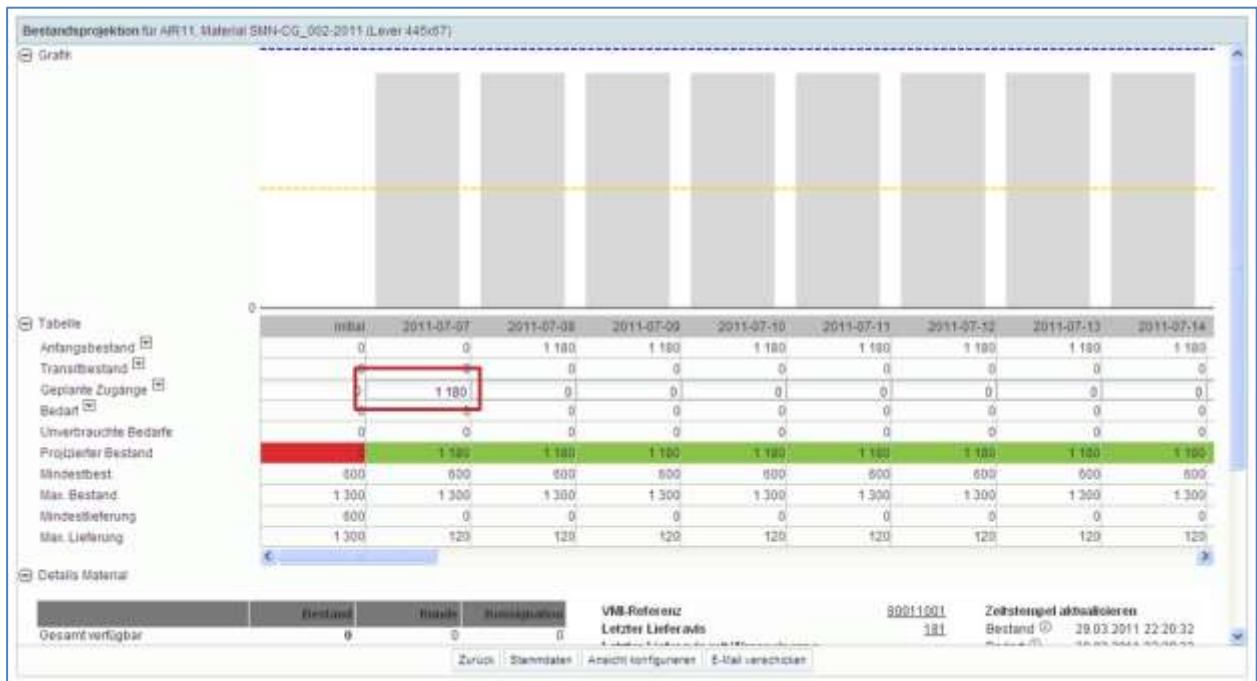 Bestandsprojektion für AIR11, Material SMN-CG_002-2011 (Lever 445x67)
Grafik
0
Tabelle initial 2011-07-07 2011-07-08 2011-07-09 2011-07-10 2011-07-11 2011-07-12 2011-07-13 2011-07-14
Anfangsbestand 0 0 1 180 1 180 1 180 1 180 1 180 1 180 1 180
Transitbestand 0 0 0 0 0 0 0 0 0
Geplante Zugänge 0 1 180 0 0 0 0 0 0 0
Bedarf 0 0 0 0 0 0 0 0
Unverbrauchte Bedarfe 0 0 0 0 0 0 0 0 0
Projizierter Bestand 1 180 1 180 1 180 1 180 1 180 1 180 1 180 1 180
Mindestbest 600 600 600 600 600 600 600 600 600
Max. Bestand 1 300 1 300 1 300 1 300 1 300 1 300 1 300 1 300 1 300
Mindestlieferung 600 0 0 0 0 0 0 0 0
Max. Lieferung 1 300 120 120 120 120 120 120 120 120
Details Material
Bestand Runde Konsignation
Gesamt verfügbar 0 0 0
VMI-Referenz 80011001
Letzter Lieferavis 181
Zeitstempel aktualisieren
Bestand 29.03.2011 22:20:32
Zurück Stammdaten Ansicht konfigurieren E-Mail verschicken